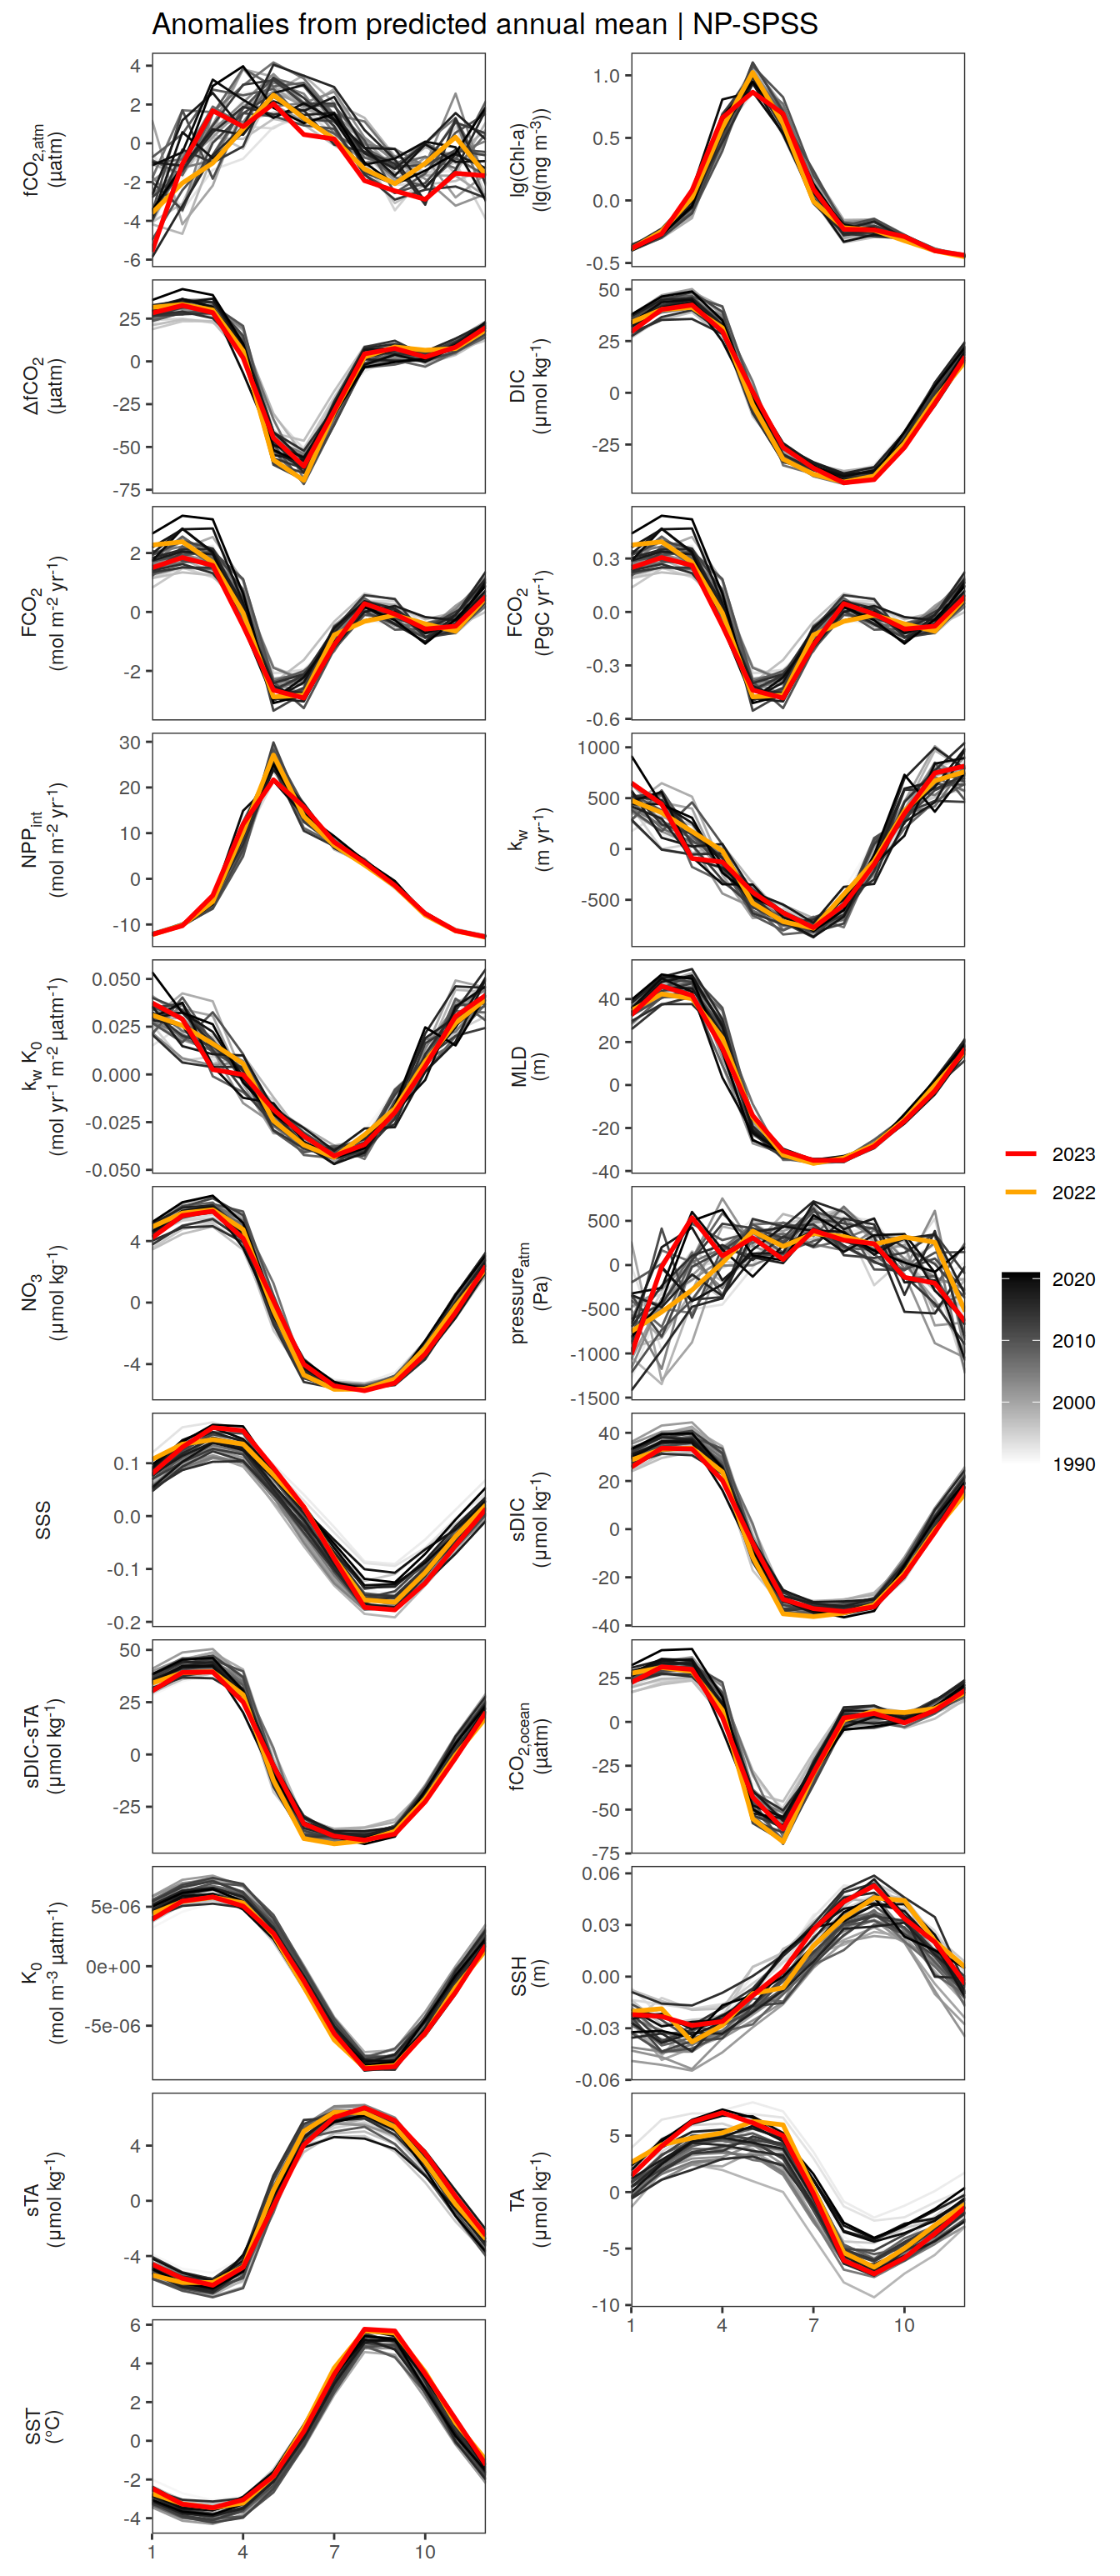 Anomalies from predicted annual mean | NP-SPSS
fCO2,atm
(µatm)
4
2
0
-2
-4
-6
lg(Chl-a)
(lg(mg m-3))
1.0
0.5
0.0
-0.5
ΔfCO2
(µatm)
25
0
-25
-50
-75
DIC
(µmol kg-1)
50
25
0
-25
FCO2
(mol m-2 yr-1)
2
0
-2
FCO2
(PgC yr-1)
0.3
0.0
-0.3
-0.6
NPPint
(mol m-2 yr-1)
30
20
10
0
-10
kw
(m yr-1)
1000
500
0
-500
kw K0
(mol yr-1 m-2 µatm-1)
0.050
0.025
0.000
-0.025
-0.050
MLD
(m)
40
20
0
-20
-40
NO3
(µmol kg-1)
4
0
-4
pressureatm
(Pa)
500
0
-500
-1000
-1500
SSS
0.1
0.0
-0.1
-0.2
sDIC
(µmol kg-1)
40
20
0
-20
-40
sDIC-sTA
(µmol kg-1)
50
25
0
-25
fCO2,ocean
(µatm)
25
0
-25
-50
-75
K0
(mol m-3 µatm-1)
5e-06
0e+00
-5e-06
SSH
(m)
0.06
0.03
0.00
-0.03
-0.06
sTA
(µmol kg-1)
4
0
-4
TA
(µmol kg-1)
5
0
-5
-10
1 4 7 10
SST
(°C)
6
4
2
0
-2
-4
1 4 7 10
2023
2022
2020
2010
2000
1990